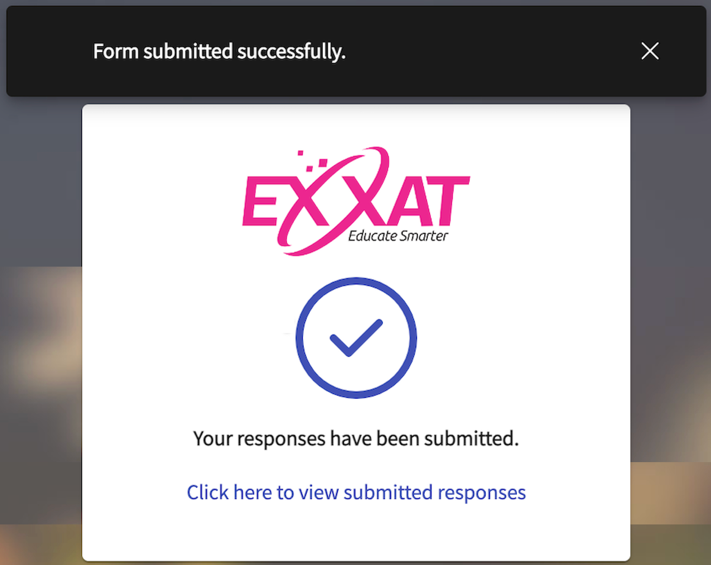 Form submitted successfully.
EXXAT
Educate Smarter
Your responses have been submitted.
Click here to view submitted responses